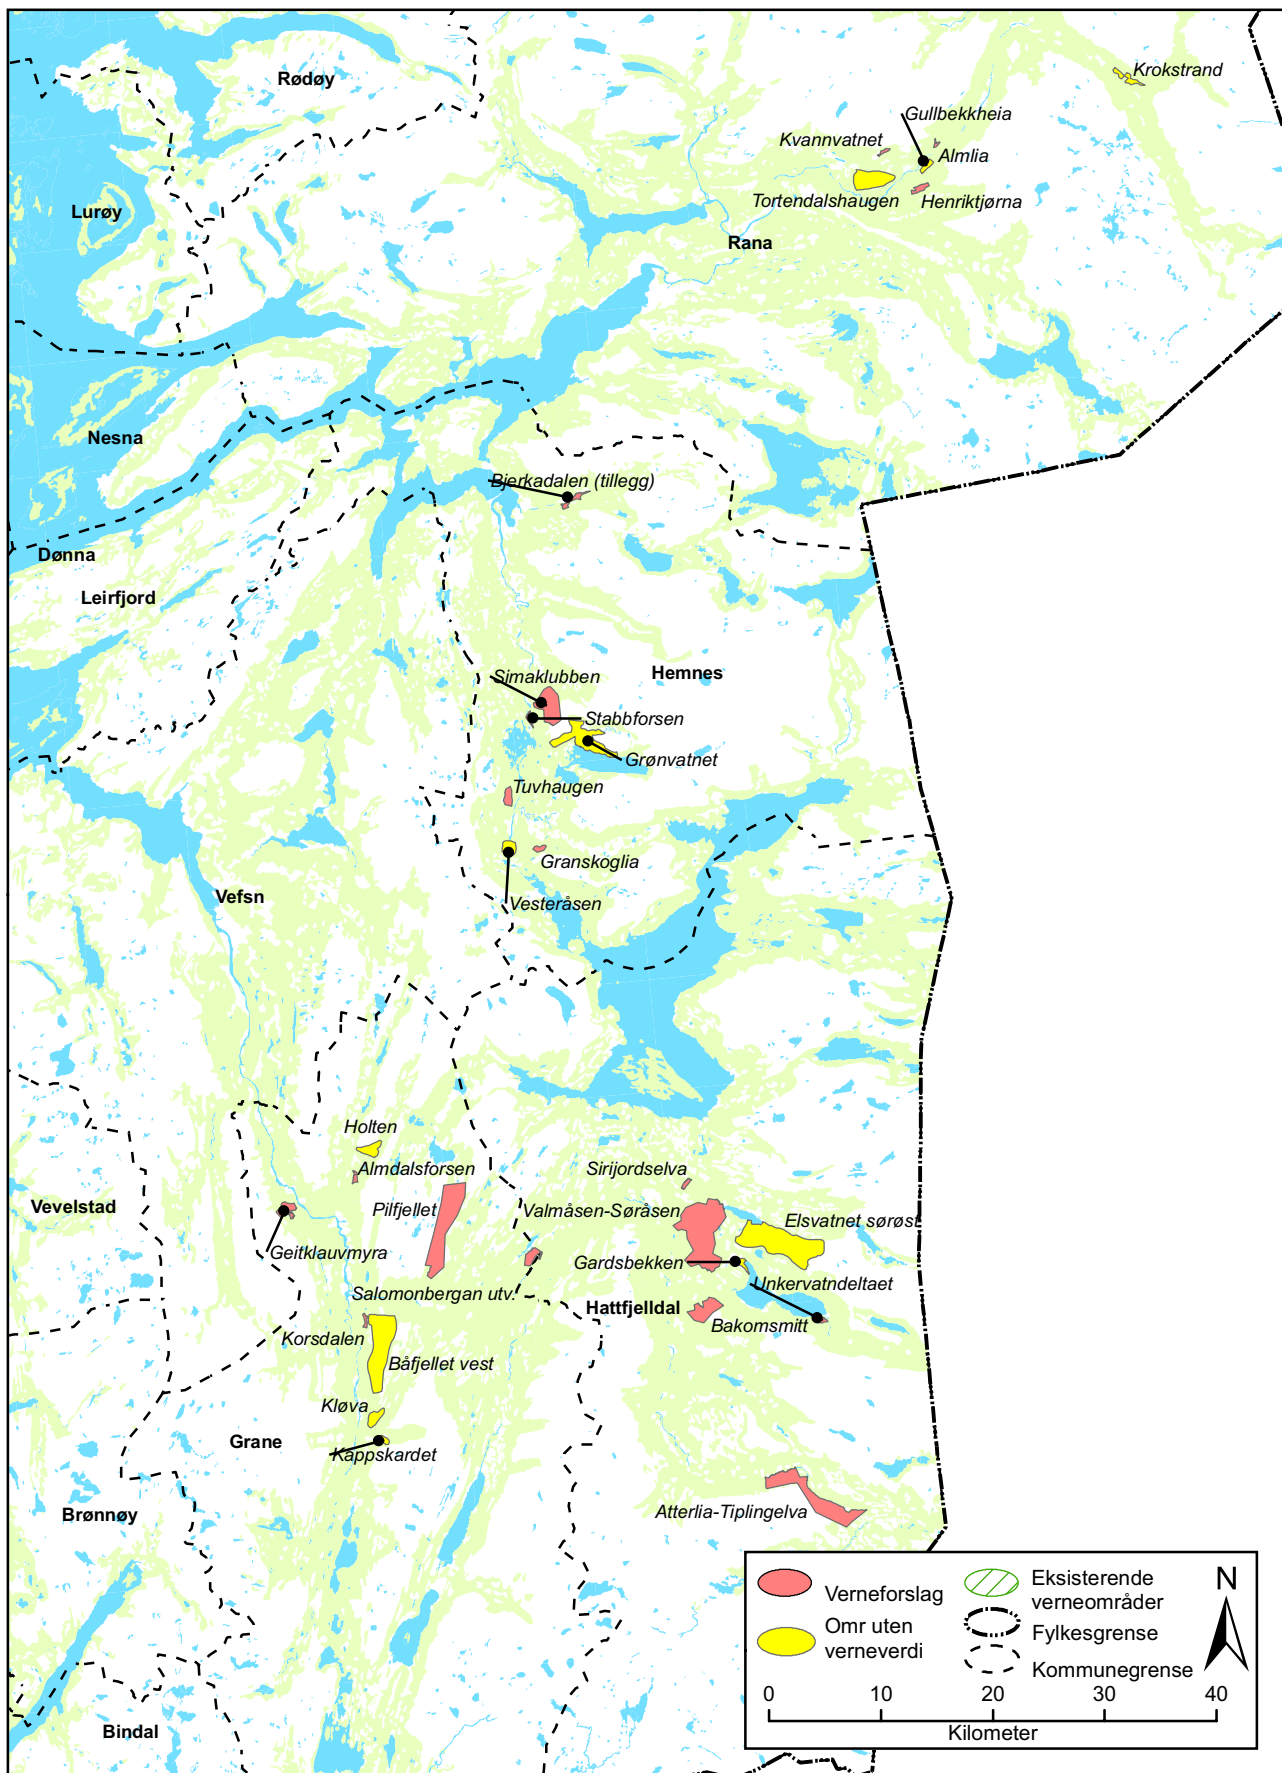 Rødøy
Krokstrand
Gullbekkheia
Kvannvatnet
Almlia
Tortendalshaugen
Henriktjørna
Lurøy
Rana
Nesna
Bjerkadalen (tillegg)
Dønna
Leirfjord
Simaklubben
Hemnes
Stabbforsen
Grønvatnet
Tuvhaugen
Granskoglia
Vefsn
Vesteråsen
Holten
Almdalsforsen
Sirijordselva
Vevelstad
Pilfjellet
Valmåsen-Søråsen
Elsvatnet sørøst
Geitklauvmyra
Gardsbekken
Unkervatndeltaet
Salomonbergan utv.
Hattfjelldal
Bakomsmitt
Korsdalen
Båfjellet vest
Kløva
Grane
Kappskardet
Brønnøy
Atterlia-Tiplingelva
Bindal
Verneforslag
Omr uten
verneverdi
Eksisterende
verneområder
Fylkesgrense
Kommunegrense
N
0 10 20 30 40
Kilometer